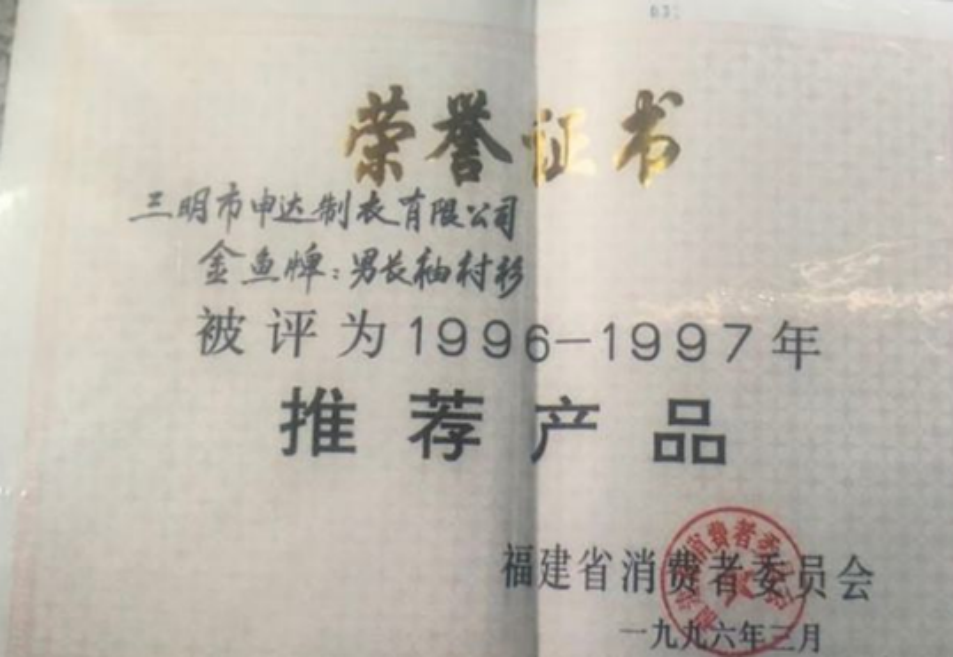 荣誉证书
三明市申达制衣有限公司
金鱼牌：男长袖衬衫
被评为1996-1997年
推荐产品
福建省消费者委员会
一九九六年三月